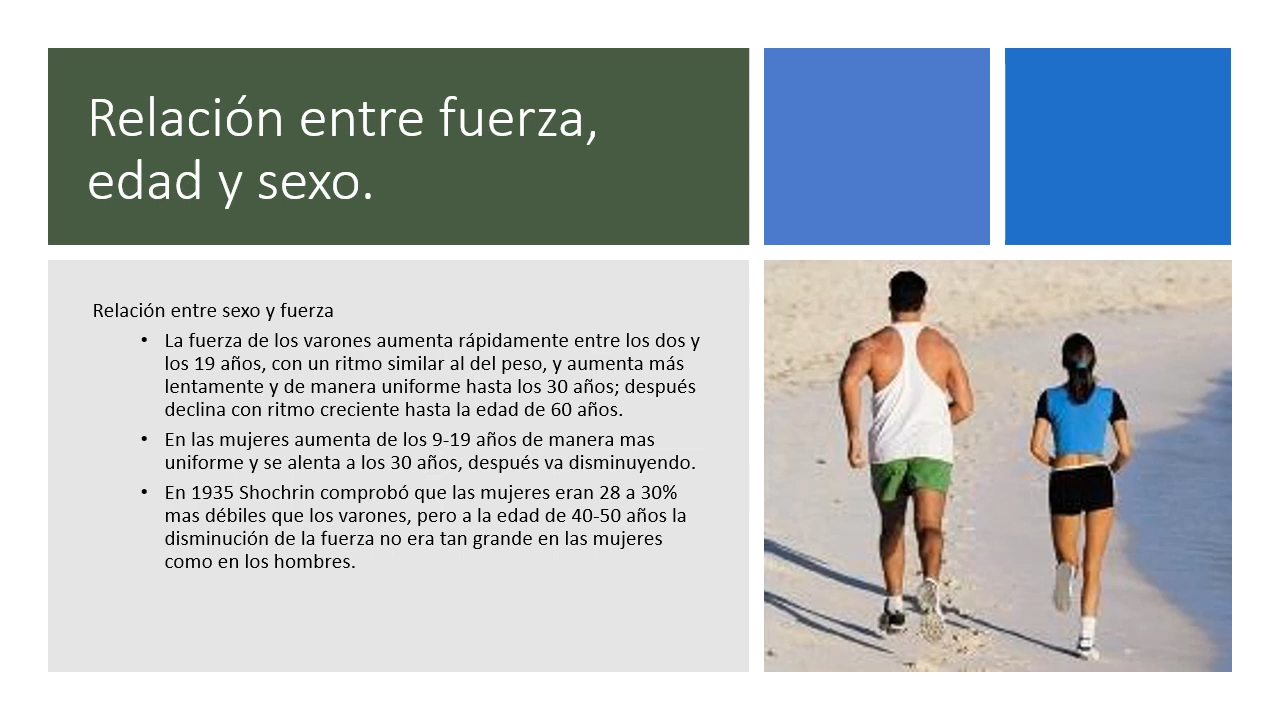 Relación entre fuerza,
edad y sexo.
Relación entre sexo y fuerza
• La fuerza de los varones aumenta rápidamente entre los dos y
los 19 años, con un ritmo similar al del peso, y aumenta más
lentamente y de manera uniforme hasta los 30 años; después
declina con ritmo creciente hasta la edad de 60 años.
• En las mujeres aumenta de los 9-19 años de manera mas
uniforme y se alenta a los 30 años, después va disminuyendo.
• En 1935 Shochrin comprobó que las mujeres eran 28 a 30%
mas débiles que los varones, pero a la edad de 40-50 años la
disminución de la fuerza no era tan grande en las mujeres
como en los hombres.